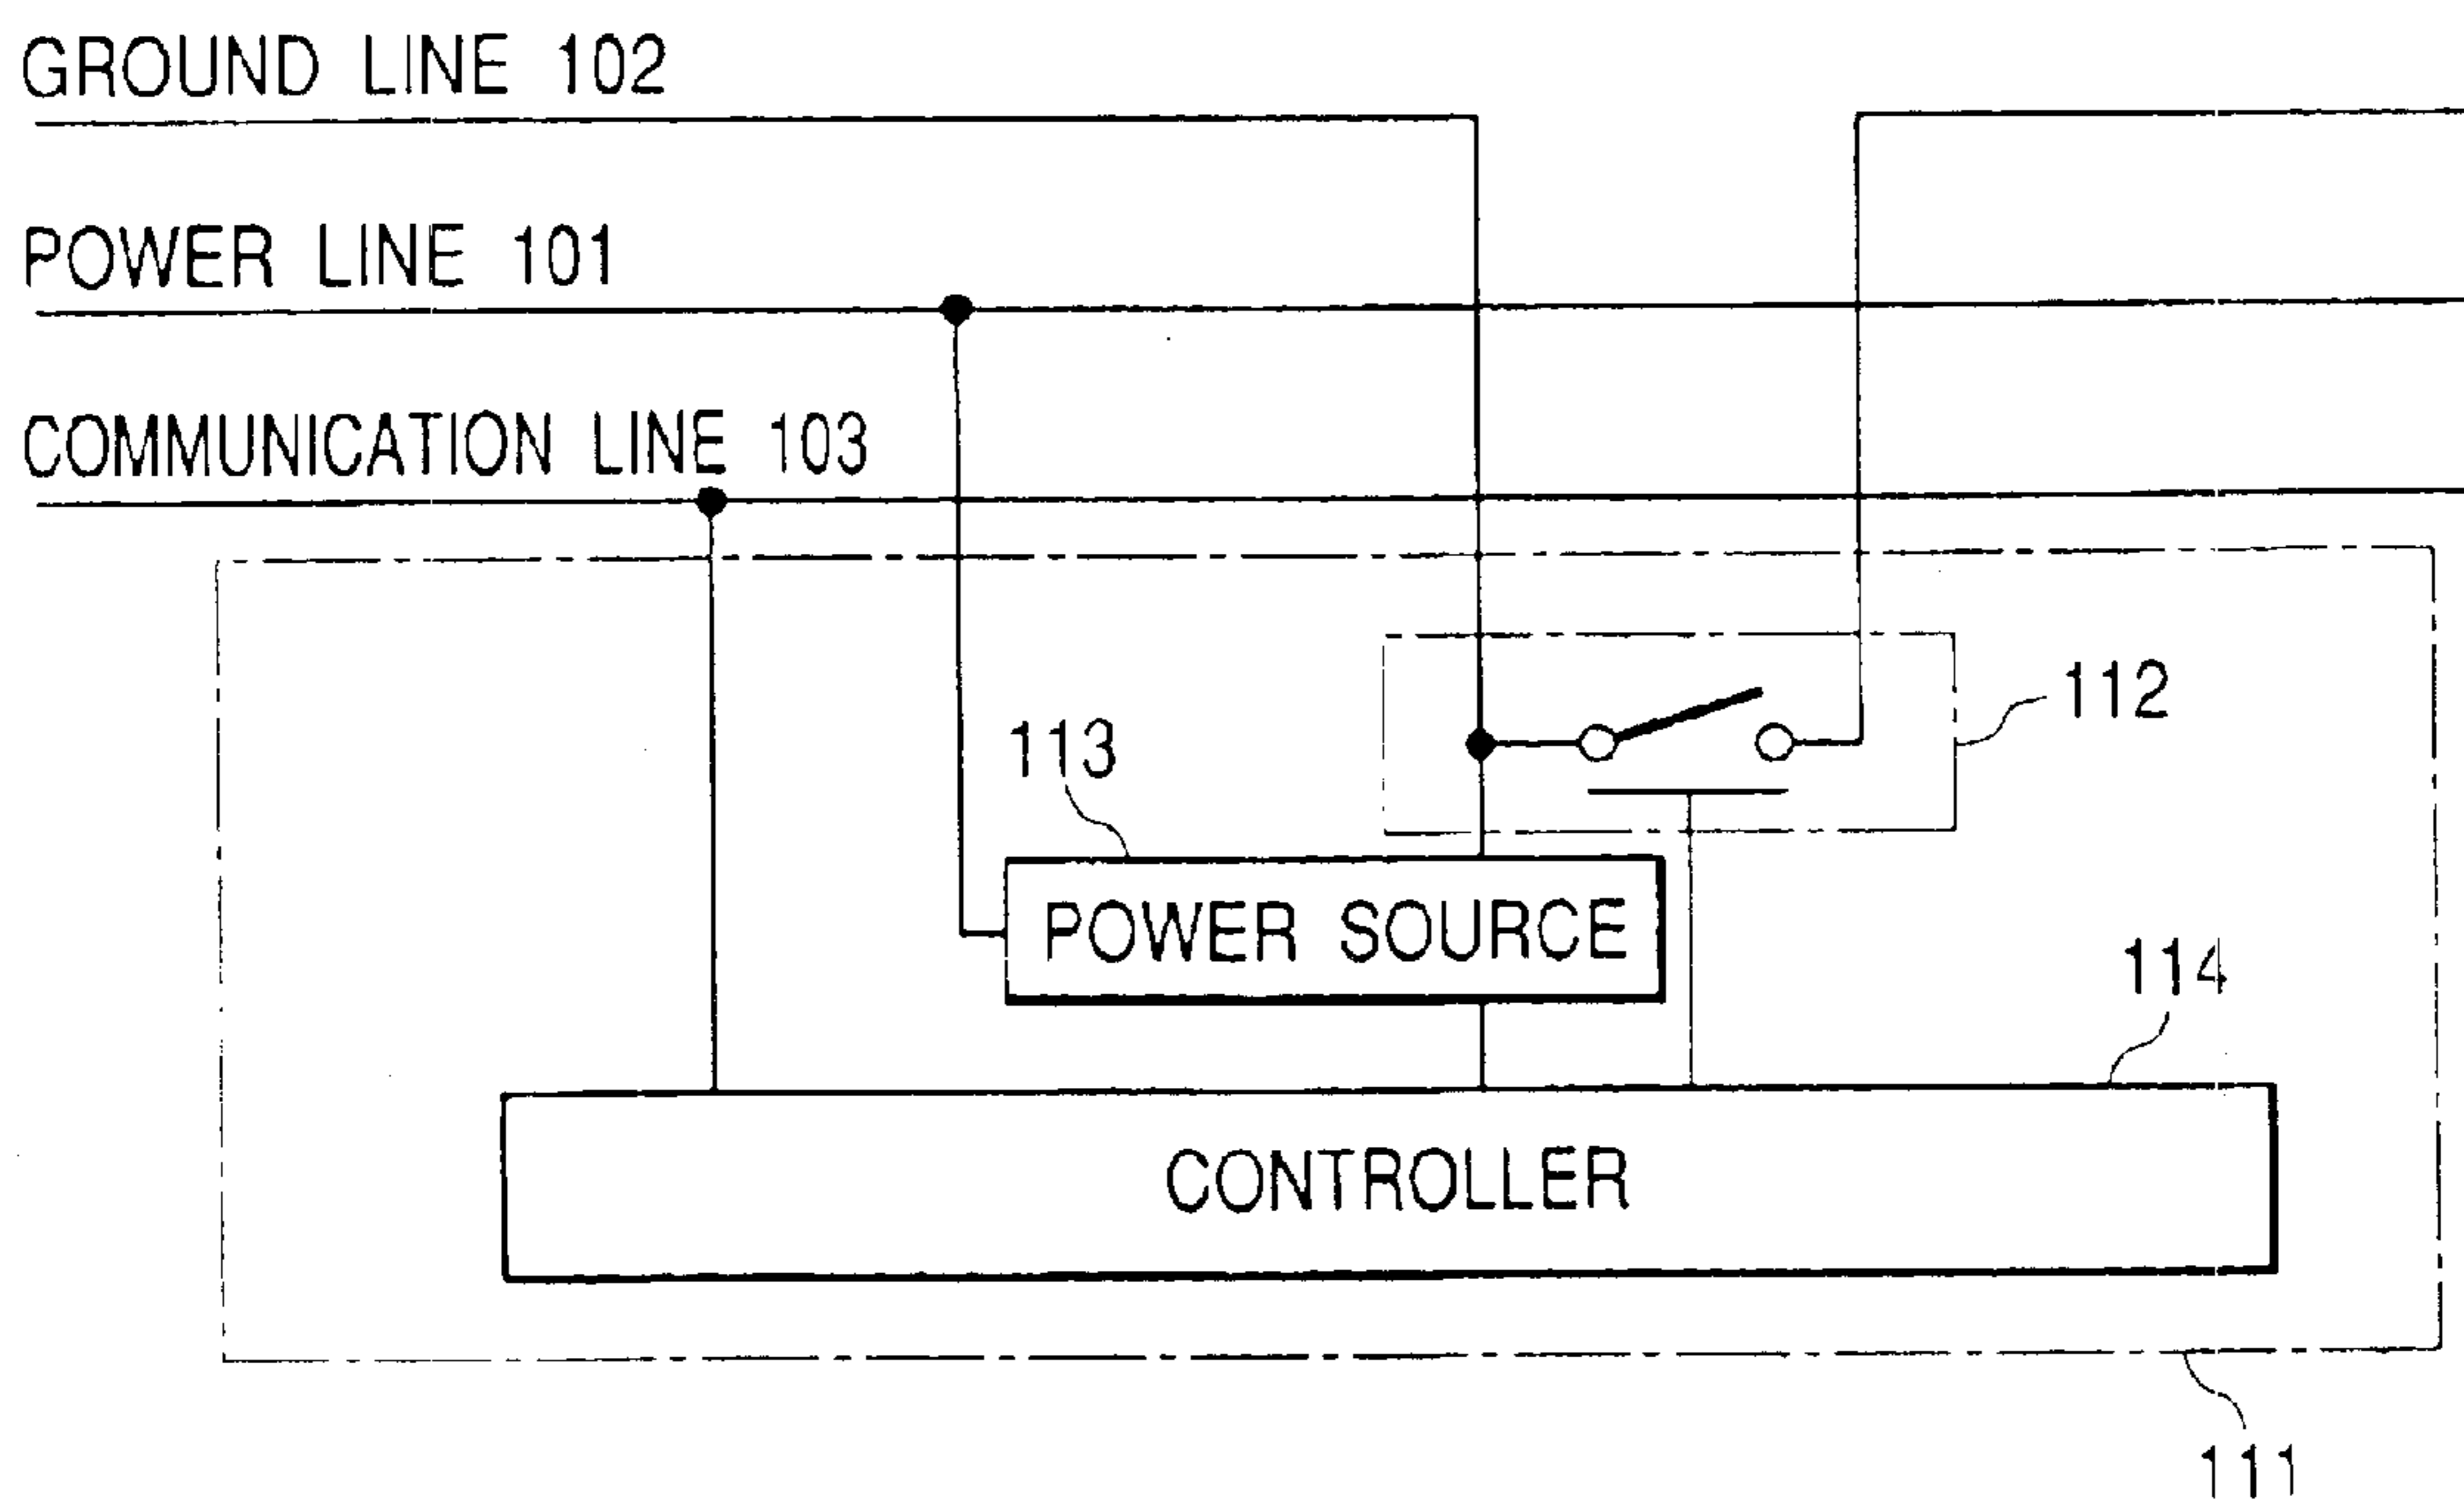 GROUND LINE 102
POWER LINE 101
COMMUNICATION LINE 103
112
113
POWER SOURCE
114
CONTROLLER
111